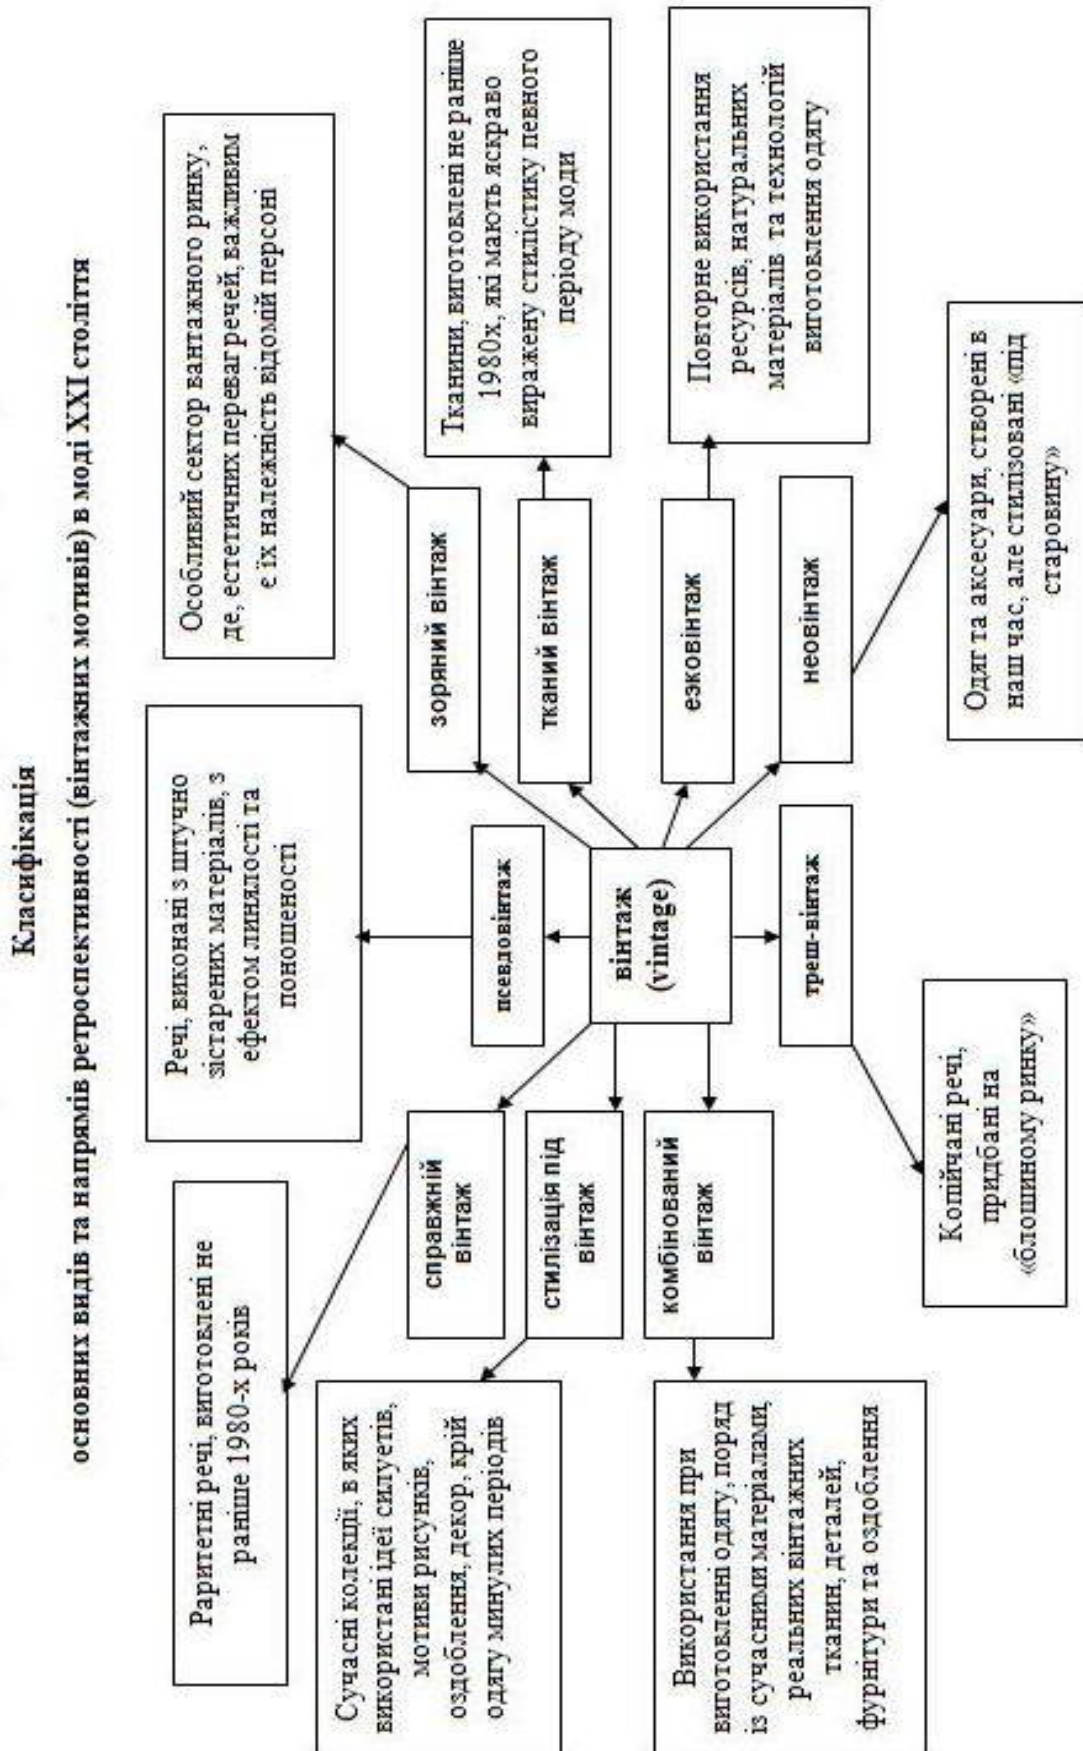 Класифікація
основних видів та напрямів ретроспективності (вінтажних мотивів) в моді XXI століття
Раритетні речі, виготовлені не
раніше 1980-х років
Речі, виконані з штучно
зістарених матеріалів, з
ефектом линялості та
поношеності
Особливий сектор вантажного ринку,
де, естетичних переваг речей, важливим
є їх належність відомій персоні
Сучасні колекції, в яких
використані ідеї силуетів,
мотиви рисунків,
оздоблення, декор, крій
одягу минулих періодів
справжній
вінтаж
псевдовінтаж
зоряний вінтаж
Тканини, виготовлені не раніше
1980х, які мають яскраво
виражену стилістику певного
періоду моди
стилізація під
вінтаж
вінтаж
(vintage)
тканий вінтаж
Використання при
виготовленні одягу, поряд
із сучасними матеріалами,
реальних вінтажних
тканин, деталей,
фурнітури та оздоблення
комбінований
вінтаж
езковінтаж
Повторне використання
ресурсів, натуральних
матеріалів та технологій
виготовлення одягу
треш-вінтаж
неовінтаж
Копійчані речі,
придбані на
«блошиному ринку»
Одяг та аксесуари, створені в
наш час, але стилізовані «під
старовину»